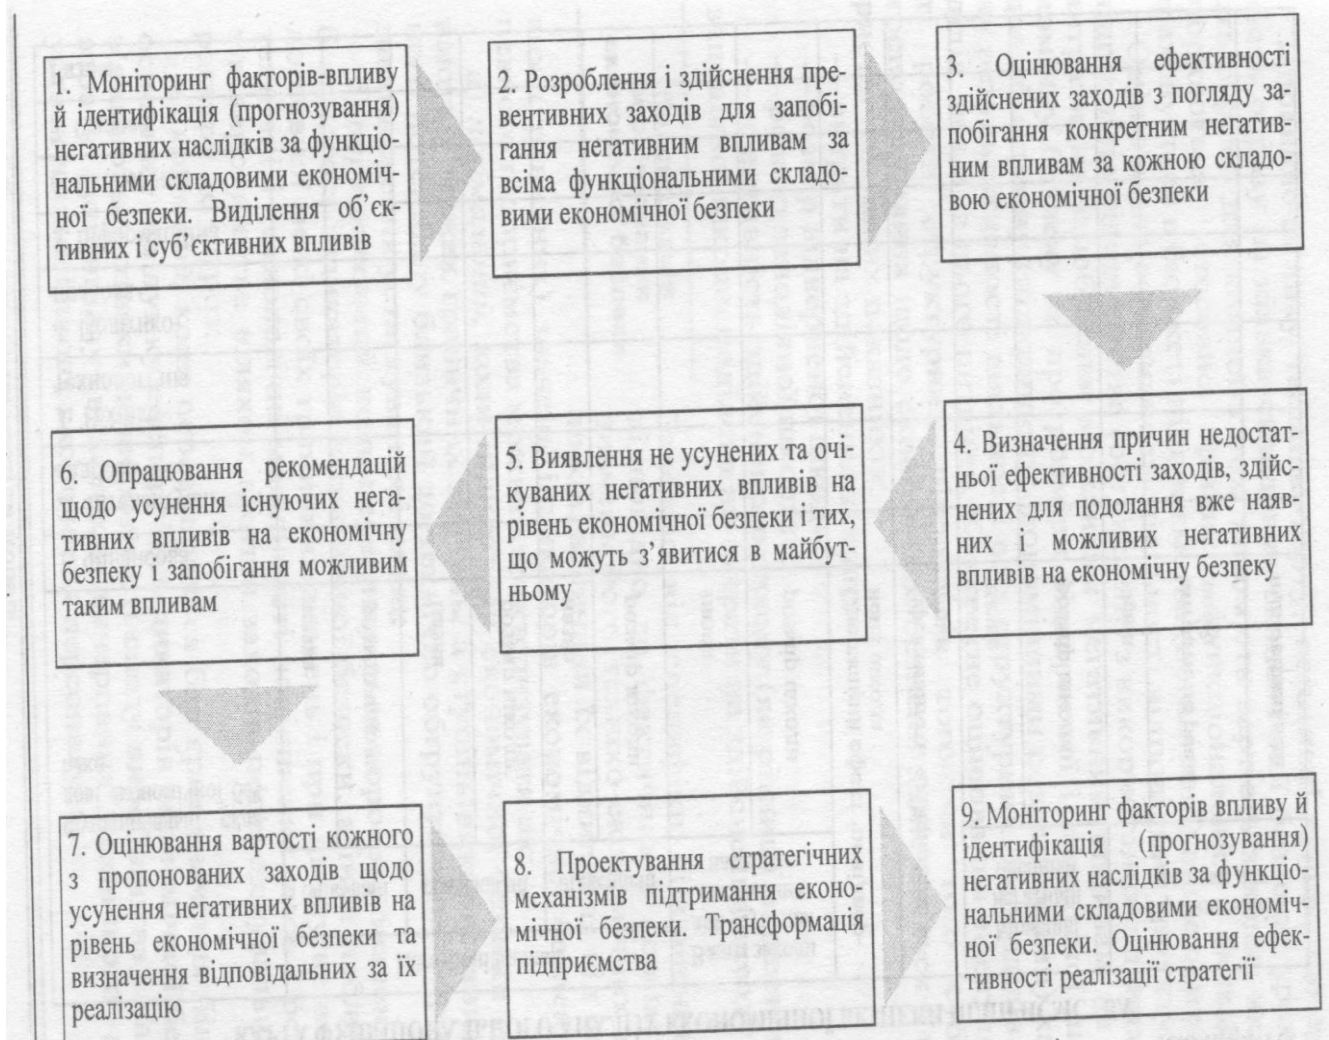 1. Моніторинг факторів-впливу
й ідентифікація (прогнозування)
негативних наслідків за функціо-
нальними складовими економіч-
ної безпеки. Виділення об’єк-
тивних і суб’єктивних впливів
2. Розроблення і здійснення пре-
вентивних заходів для запобі-
гання негативним впливам за
всіма функціональними складо-
вими економічної безпеки
3. Оцінювання ефективності
здійснених заходів з погляду за-
побігання конкретним негатив-
ним впливам за кожною складо-
вою економічної безпеки
4. Визначення причин недостат-
ньої ефективності заходів, здійс-
нених для подолання вже наяв-
них і можливих негативних
впливів на економічну безпеку
5. Виявлення не усунених та очі-
куваних негативних впливів на
рівень економічної безпеки і тих,
що можуть з’явитися в майбут-
ньому
6. Опрацювання рекомендацій
щодо усунення існуючих нега-
тивних впливів на економічну
безпеку і запобігання можливим
таким впливам
7. Оцінювання вартості кожного
з пропонованих заходів щодо
усунення негативних впливів на
рівень економічної безпеки та
визначення відповідальних за їх
реалізацію
8. Проектування стратегічних
механізмів підтримання еконо-
мічної безпеки. Трансформація
підприємства
9. Моніторинг факторів впливу й
ідентифікація (прогнозування)
негативних наслідків за функціо-
нальними складовими економіч-
ної безпеки. Оцінювання ефек-
тивності реалізації стратегії